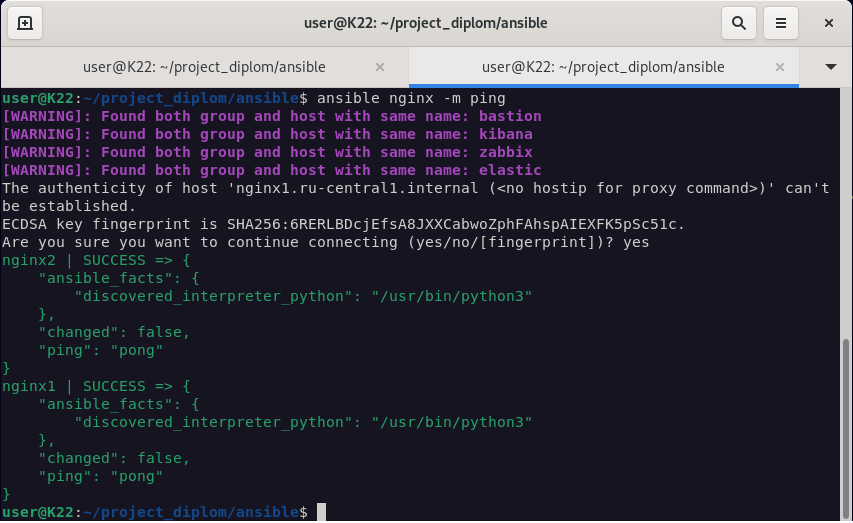 user@K22: ~/project_diplom/ansible
user@K22: ~/project_diplom/ansible
user@K22: ~/project_diplom/ansible
user@K22:~/project_diplom/ansible$ ansible nginx -m ping
[WARNING]: Found both group and host with same name: bastion
[WARNING]: Found both group and host with same name: kibana
[WARNING]: Found both group and host with same name: zabbix
[WARNING]: Found both group and host with same name: elastic
The authenticity of host 'nginx1.ru-central1.internal (<no hostip for proxy command>)' can't
be established.
ECDSA key fingerprint is SHA256:6RERLBDcjEfsA8JXXCabwoZphFAhspAIEXFK5pSc51c.
Are you sure you want to continue connecting (yes/no/[fingerprint])? yes
nginx2 | SUCCESS => {
    "ansible_facts": {
        "discovered_interpreter_python": "/usr/bin/python3"
    },
    "changed": false,
    "ping": "pong"
}
nginx1 | SUCCESS => {
    "ansible_facts": {
        "discovered_interpreter_python": "/usr/bin/python3"
    },
    "changed": false,
    "ping": "pong"
}
user@K22:~/project_diplom/ansible$